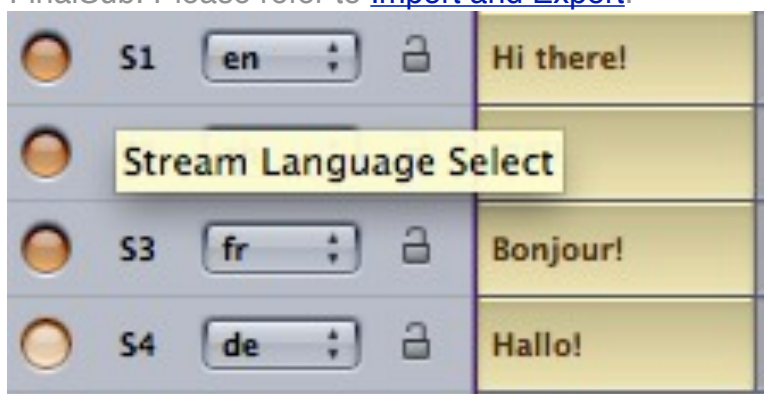 FinalSub. Please refer to Import and Export.
S1 en Hi there!
Stream Language Select
S3 fr Bonjour!
S4 de Hallo!